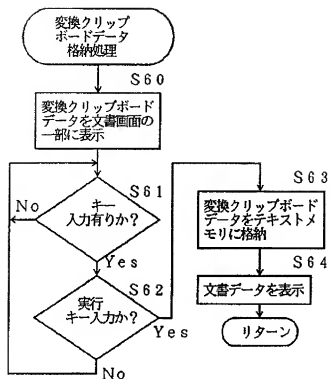 変換クリップ
ボードデータ
格納処理
S60
変換クリップボード
データを文書画面の
一部に表示
S61
キー
入力有りか?
No
Yes
S62
実行
キー入力か?
Yes
No
S63
変換クリップボード
データをテキストメ
モリに格納
S64
文書データを表示
リターン